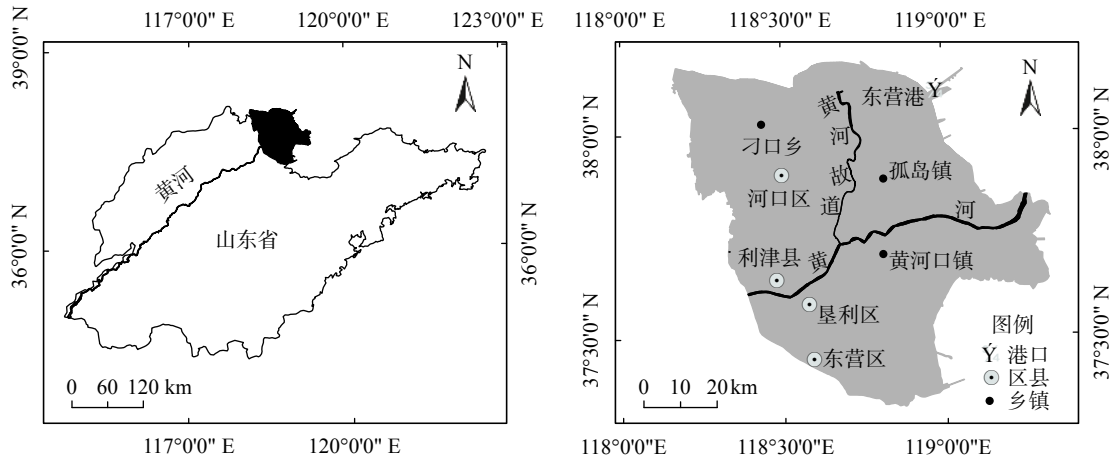 117°0'0" E
120°0'0" E
123°0'0" E
39°0'0" N
36°0'0" N
N
黄河
山东省
36°0'0" N
0 60 120 km
117°0'0" E
120°0'0" E
118°0'0" E
118°30'0" E
119°0'0" E
38°0'0" N
37°30'0" N
N
东营港 Ý
黄河故道
刁口乡
孤岛镇
河口区
黄河
利津县
黄河口镇
垦利区
东营区
图例
Ý 港口
区县
乡镇
0 10 20 km
38°0'0" N
37°30'0" N
118°0'0"E
118°30'0"E
119°0'0"E